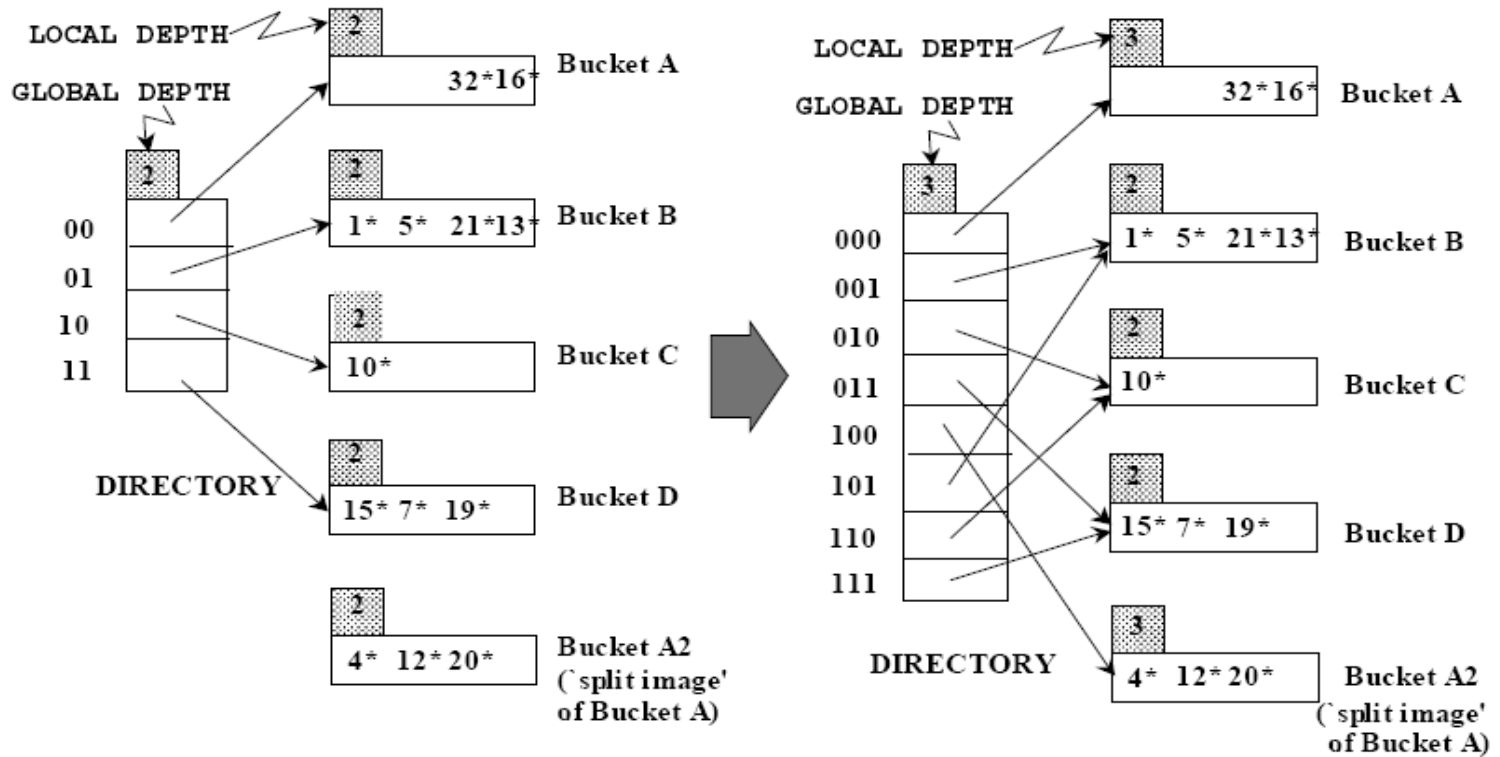 LOCAL DEPTH
2
32*16*
Bucket A
GLOBAL DEPTH
2
00
01
10
11
DIRECTORY
2
1* 5* 21*13*
Bucket B
2
10*
Bucket C
2
15* 7* 19*
Bucket D
2
4* 12*20*
Bucket A2
(`split image'
of Bucket A)
LOCAL DEPTH
3
32*16*
Bucket A
GLOBAL DEPTH
3
000
001
010
011
100
101
110
111
DIRECTORY
2
1* 5* 21*13*
Bucket B
2
10*
Bucket C
2
15* 7* 19*
Bucket D
3
4* 12*20*
Bucket A2
(`split image'
of Bucket A)